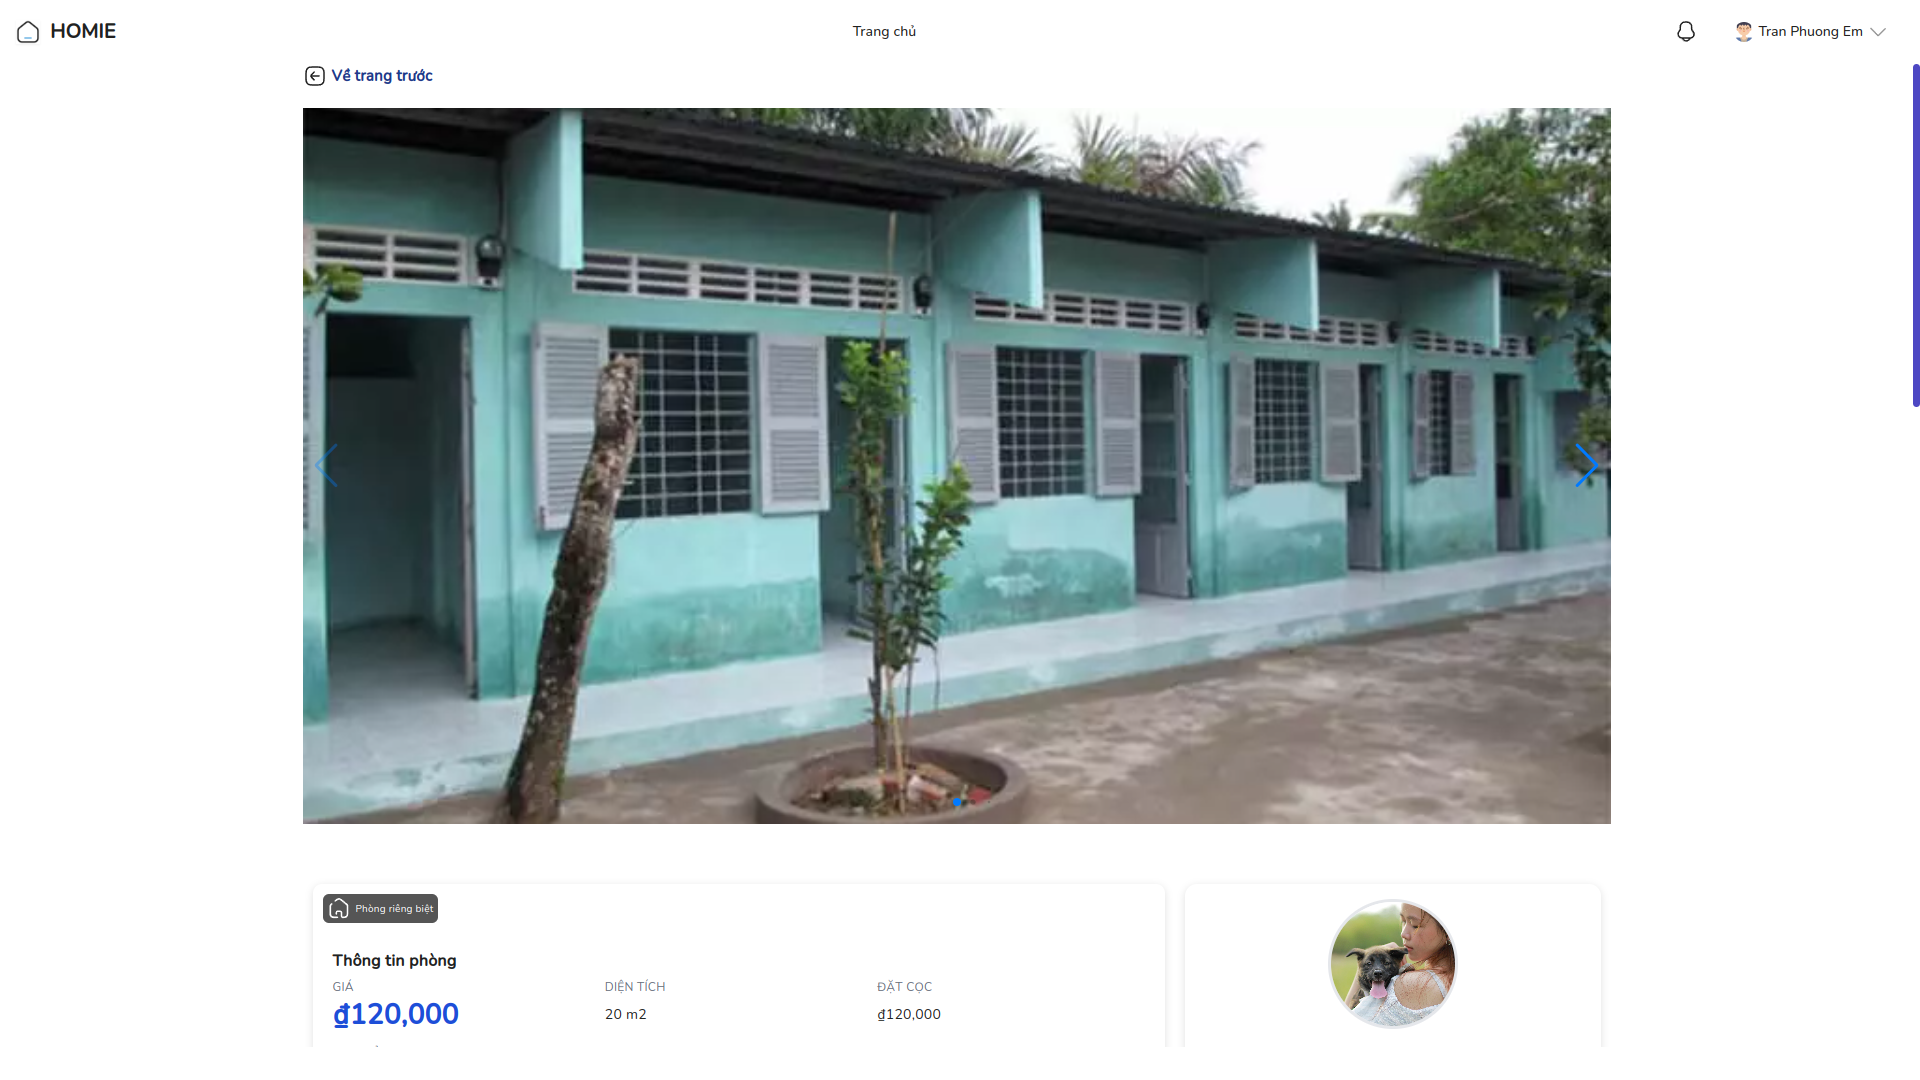 HOMIE
Trang chủ
Tran Phuong Em
Về trang trước
Phòng riêng biệt
Thông tin phòng
GIÁ
DIỆN TÍCH
ĐẶT CỌC
₫120,000
20 m2
₫120,000